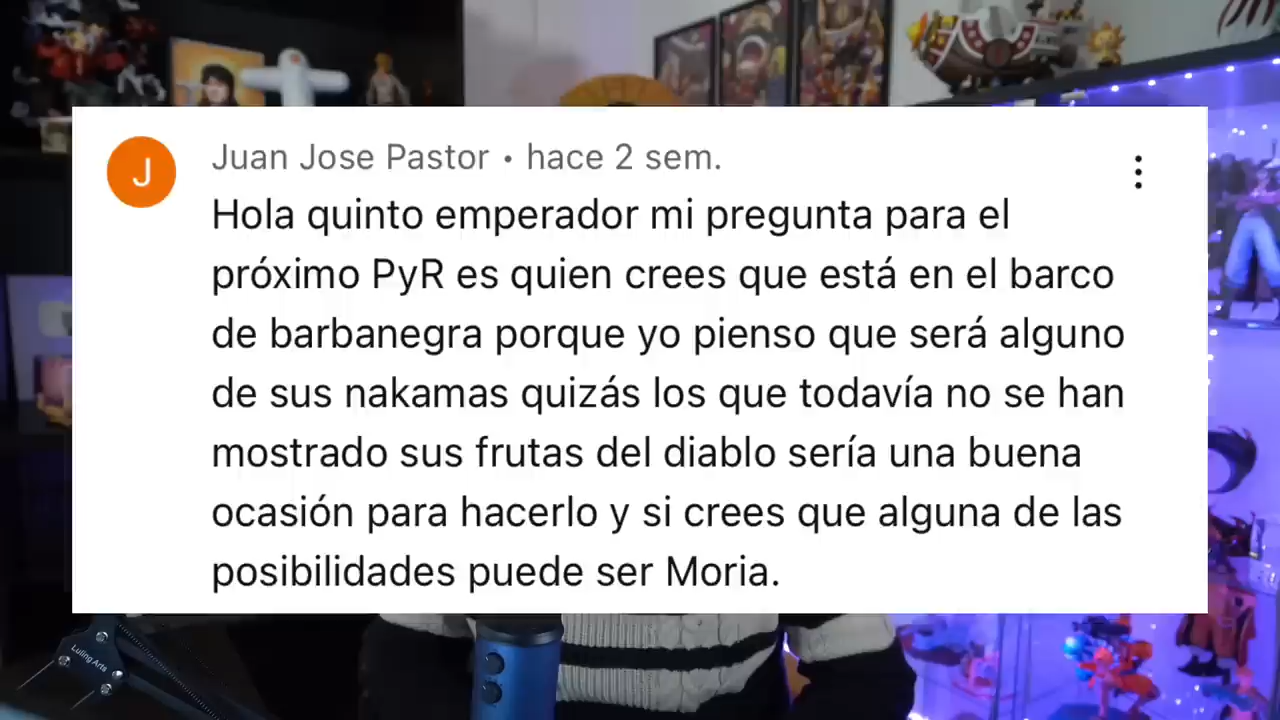 Juan Jose Pastor • hace 2 sem.
J
Hola quinto emperador mi pregunta para el
próximo PyR es quien crees que está en el barco
de barbanegra porque yo pienso que será alguno
de sus nakamas quizás los que todavía no se han
mostrado sus frutas del diablo sería una buena
ocasión para hacerlo y si crees que alguna de las
posibilidades puede ser Moria.
Luling Arts